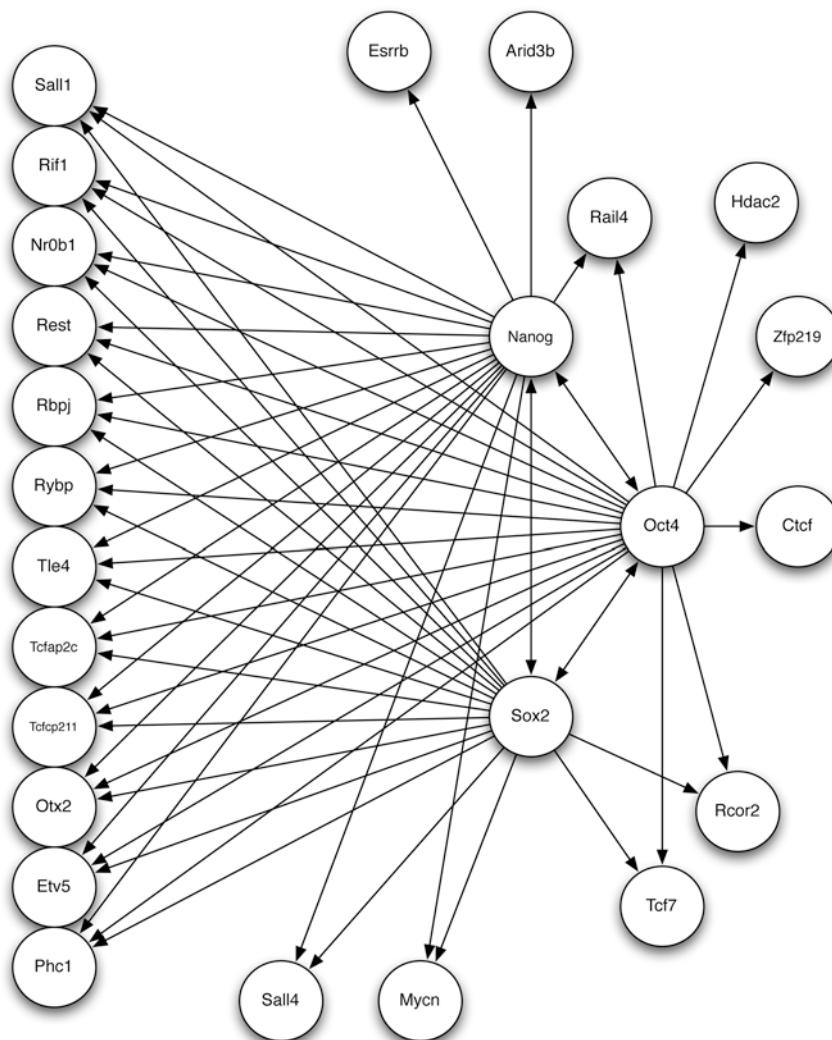 Esrrb
Arid3b
Sall1
Rif1
Nr0b1
Rest
Rbpj
Rybp
Tle4
Tcfap2c
Tcfcp211
Otx2
Etv5
Phc1
Rail4
Hdac2
Nanog
Zfp219
Oct4
Ctcf
Sox2
Rcor2
Tcf7
Sall4
Mycn